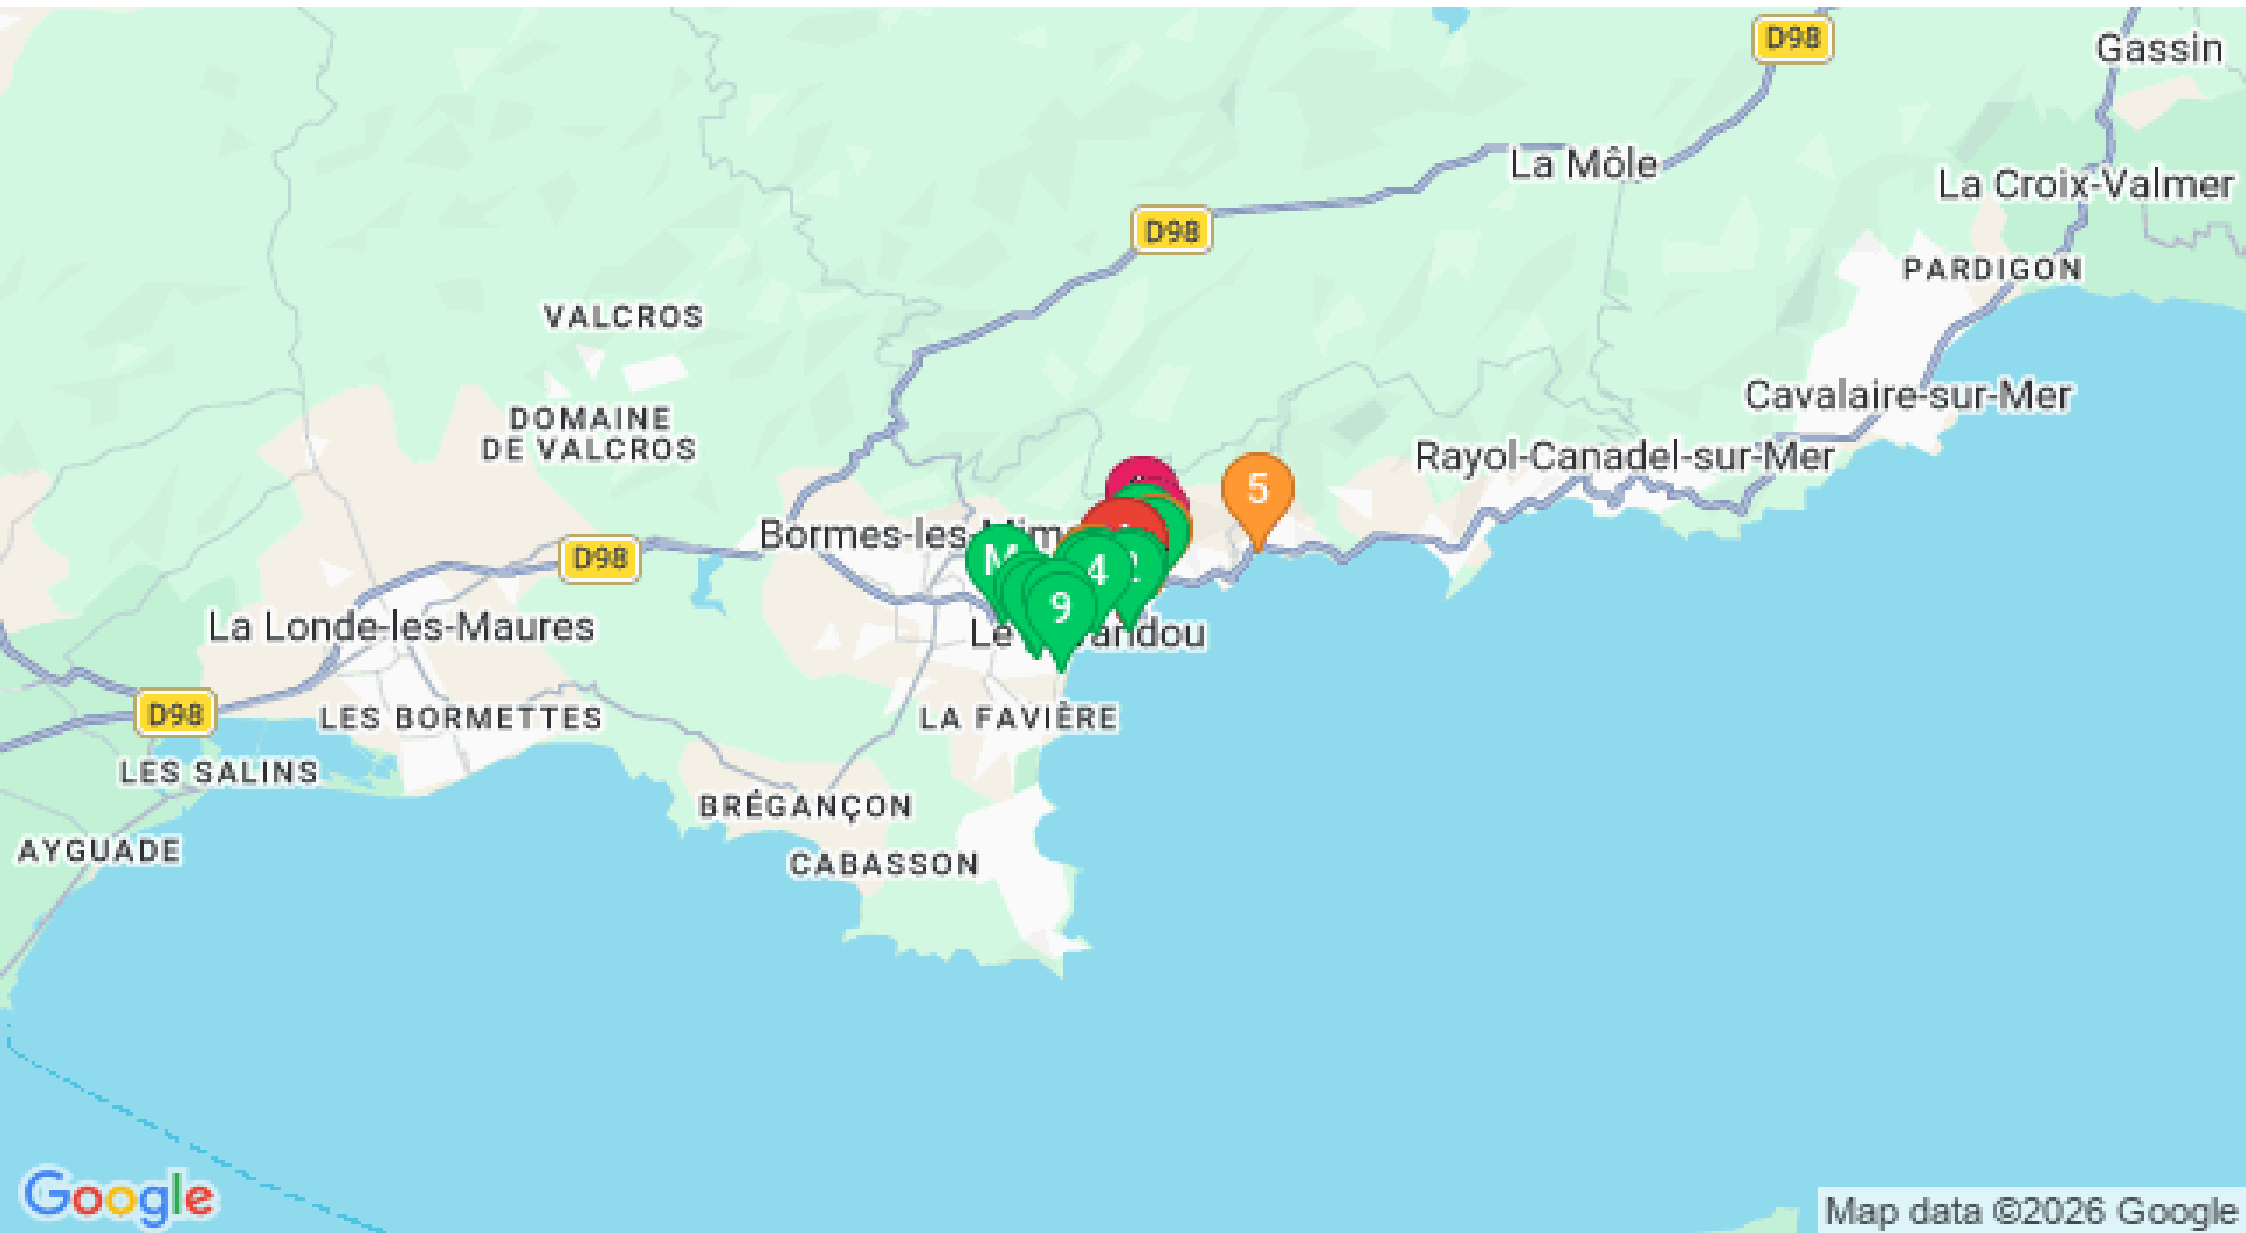 D98
Gassin
La Môle
La Croix-Valmer
D98
PARDIGON
VALCROS
Cavalaire-sur-Mer
DOMAINE
DE VALCROS
Rayol-Canadel-sur-Mer
5
Bormes-les
D98
M
4
2
9
La Londe-les-Maures
Le
D98
LES BORMETTES
LA FAVIÈRE
LES SALINS
BRÉGANÇON
AYGUADE
CABASSON
Google
Map data ©2026 Google